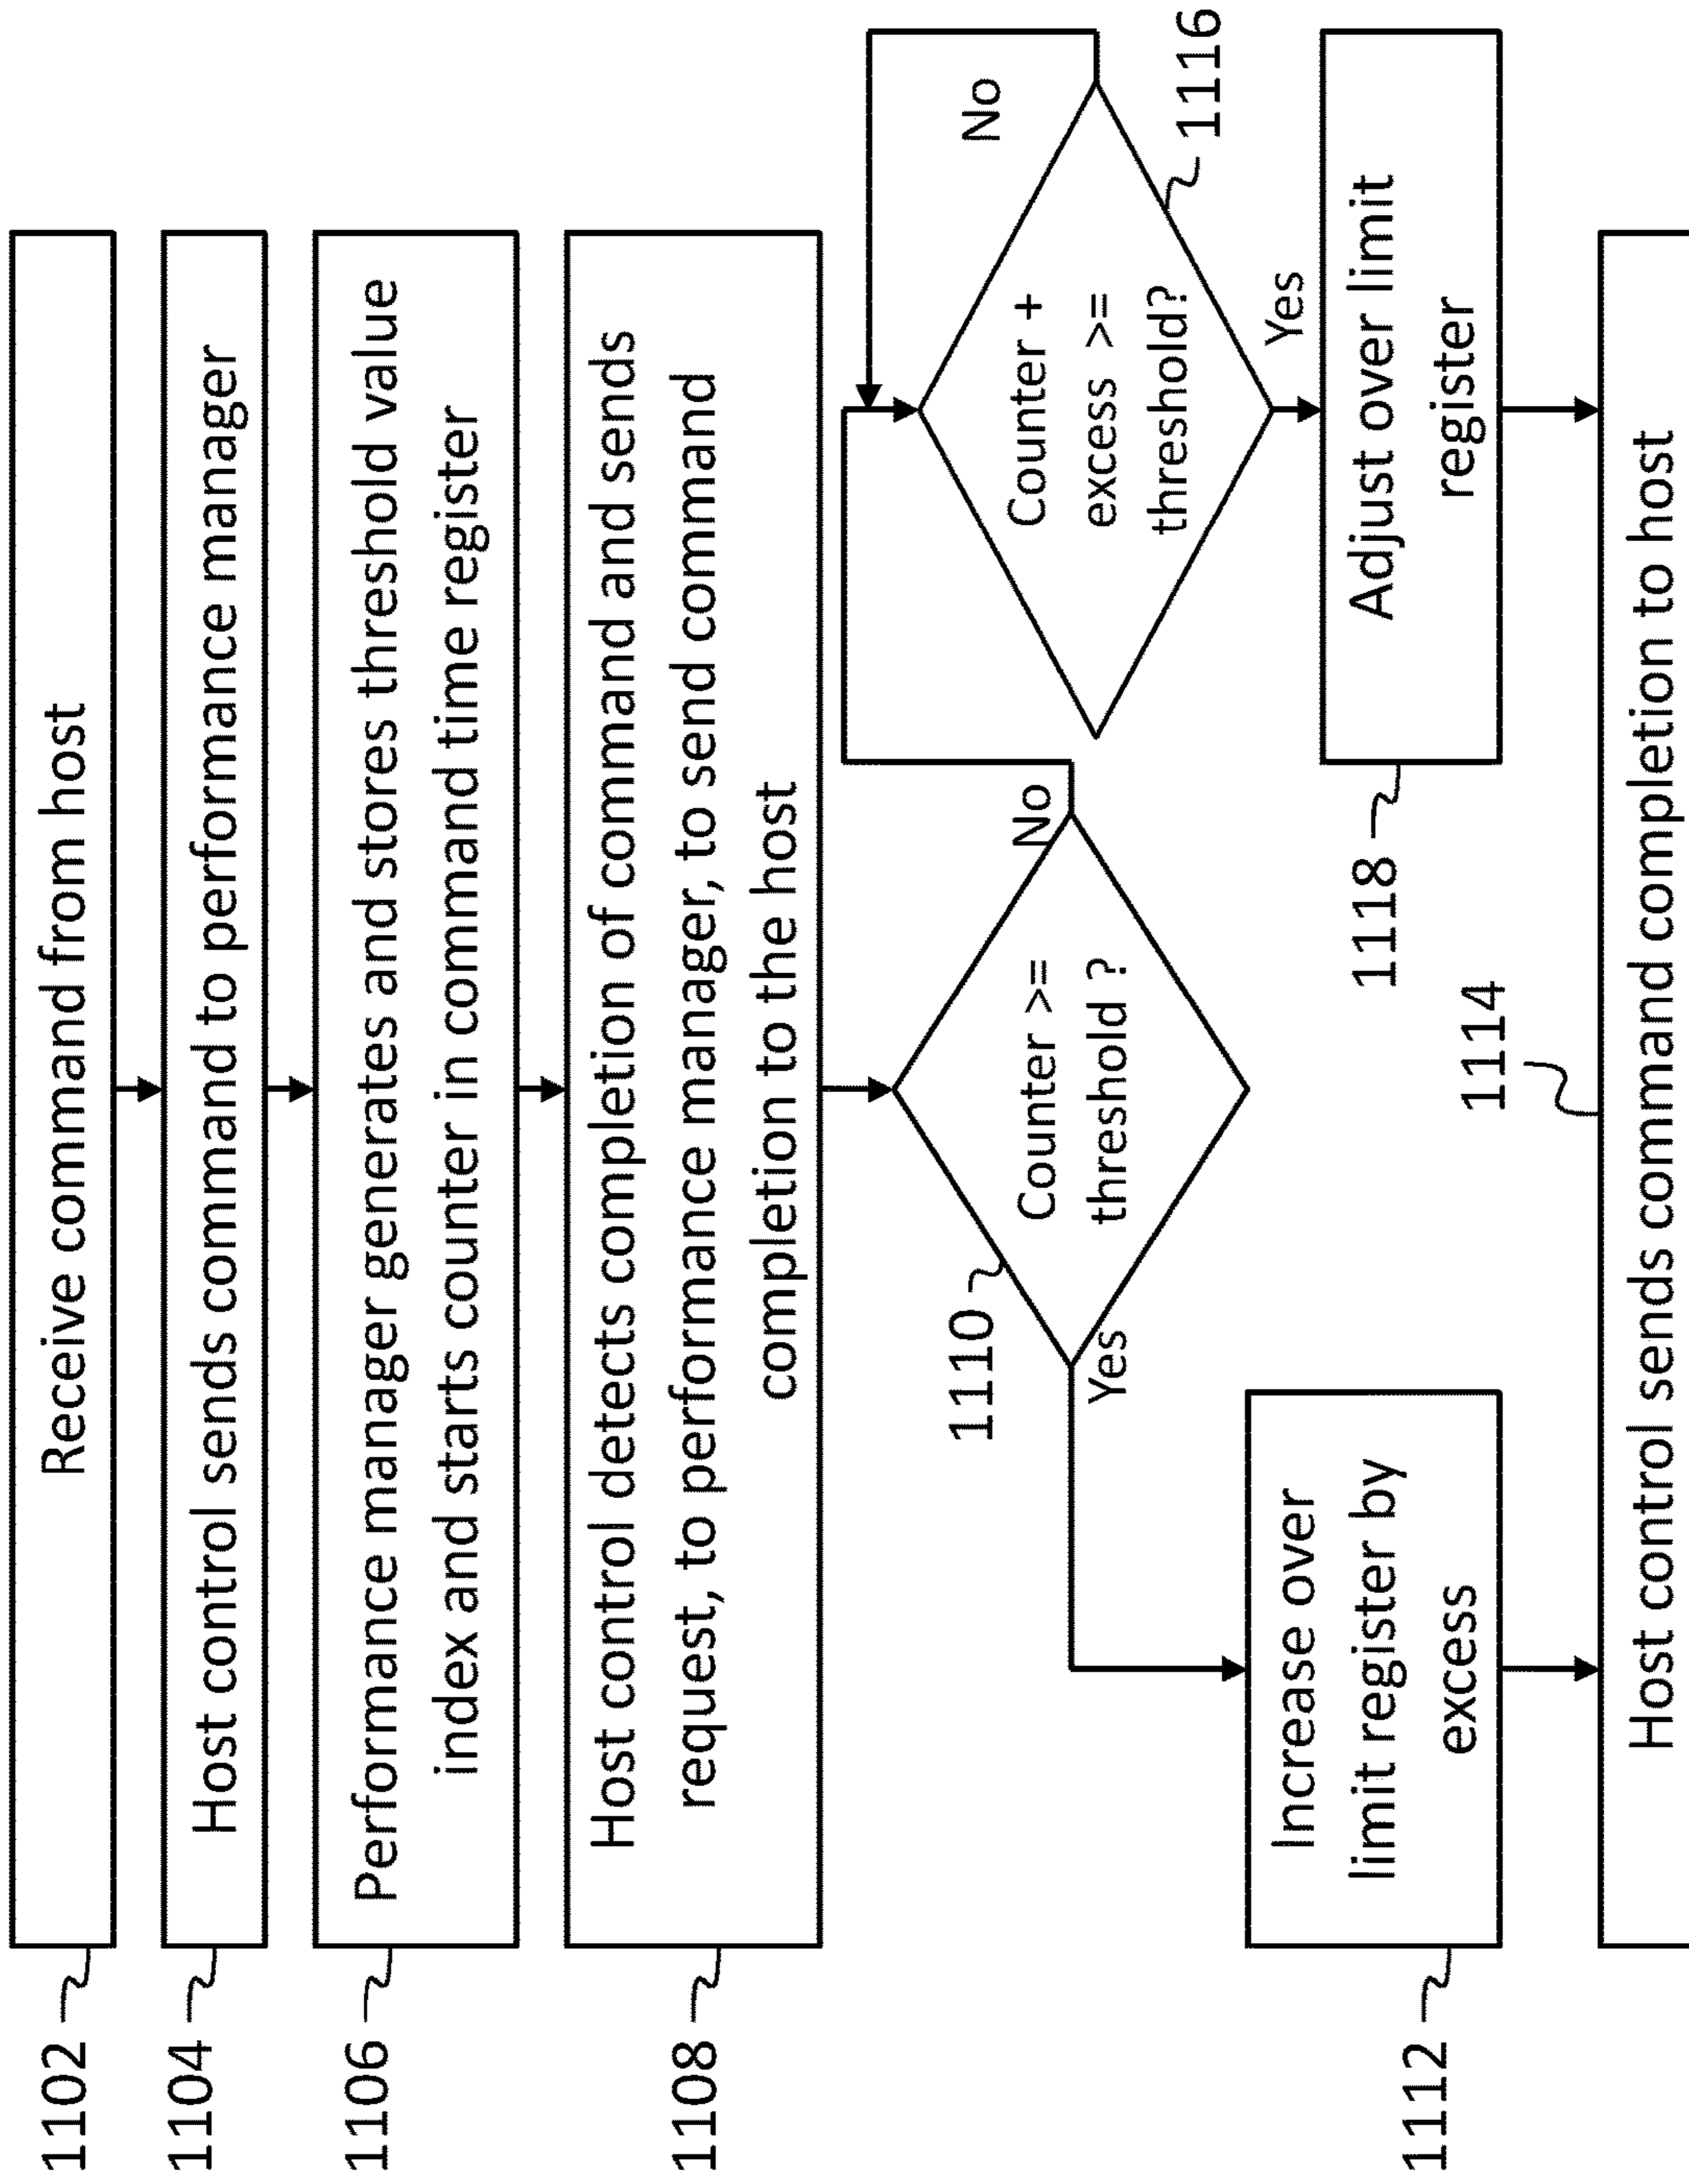 1102
Receive command from host
1104
Host control sends command to performance manager
1106
Performance manager generates and stores threshold value
index and starts counter in command time register
1108
Host control detects completion of command and sends
request, to performance manager, to send command
completion to the host
1110
Counter >=
threshold ?
Yes
No
Counter +
excess >=
threshold?
No
1116
Yes
1112
Increase over
limit register by
excess
1118
Adjust over limit
register
1114
Host control sends command completion to host